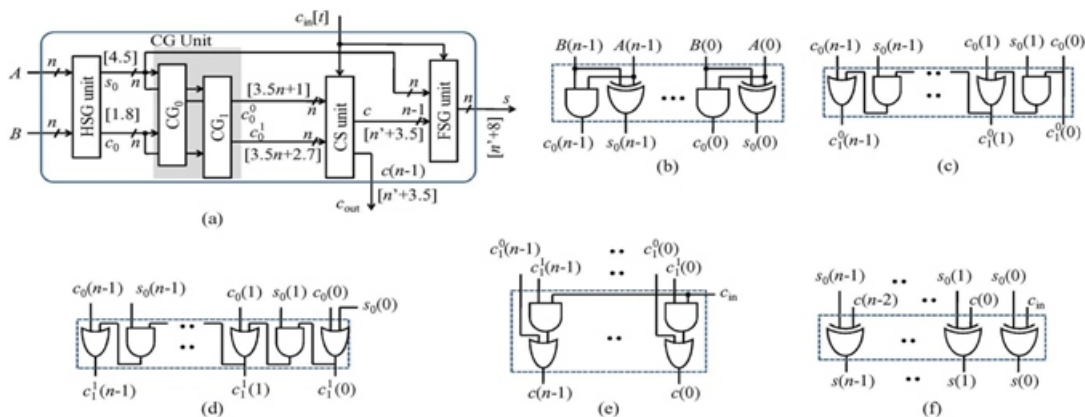 c_in[t]
CG Unit
A n HSG unit [4.5] s_0 n
B n [1.8] c_0 n
CG_0
CG_1
[3.5n+1] n
c_0^0
c_0^1 n
[3.5n+2.7]
CS unit
c n-1
[n'+3.5]
c(n-1)
[n'+3.5]
c_out
n
FSG unit
n s
[n'+8]
(a)
B(n-1) A(n-1) B(0) A(0)
...
c_0(n-1) s_0(n-1) c_0(0) s_0(0)
(b)
c_0(n-1) s_0(n-1) c_0(1) s_0(1) c_0(0)
c_1^0(n-1) c_1^0(1) c_1^0(0)
(c)
c_0(n-1) s_0(n-1) c_0(1) s_0(1) c_0(0) s_0(0)
c_1^1(n-1) c_1^1(1) c_1^1(0)
(d)
c_1^0(n-1) c_1^0(0)
c_1^1(n-1) c_1^1(0)
c_in
c(n-1) c(0)
(e)
s_0(n-1) s_0(1) s_0(0)
c(n-2) c(0) c_in
s(n-1) s(1) s(0)
(f)